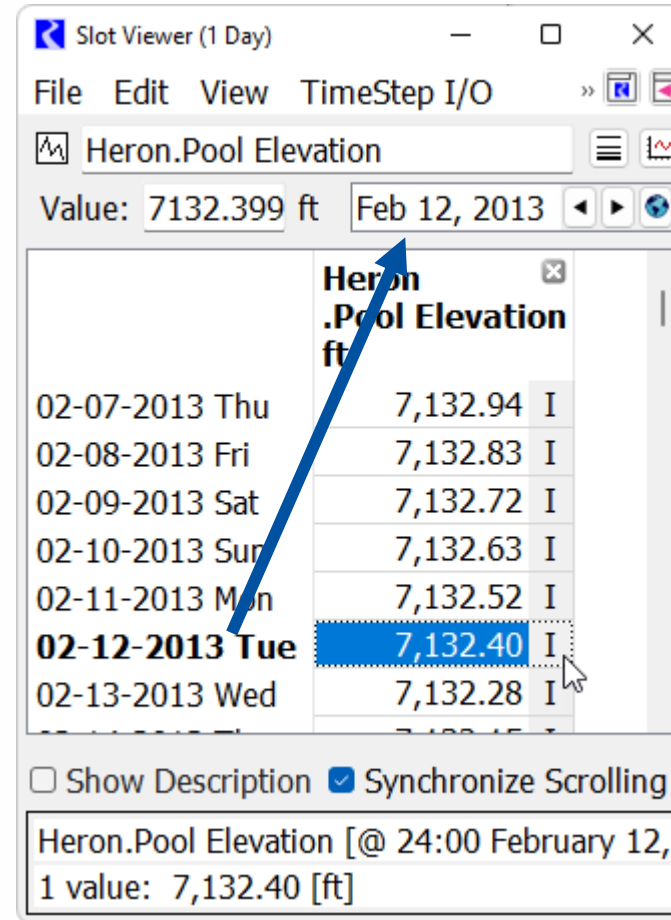 Slot Viewer (1 Day)
File Edit View TimeStep I/O »
Heron.Pool Elevation
Value: 7132.399 ft Feb 12, 2013
Heron
.Pool Elevation
ft
02-07-2013 Thu 7,132.94 I
02-08-2013 Fri 7,132.83 I
02-09-2013 Sat 7,132.72 I
02-10-2013 Sun 7,132.63 I
02-11-2013 Mon 7,132.52 I
02-12-2013 Tue 7,132.40 I
02-13-2013 Wed 7,132.28 I
Show Description Synchronize Scrolling
Heron.Pool Elevation [@ 24:00 February 12,
1 value: 7,132.40 [ft]